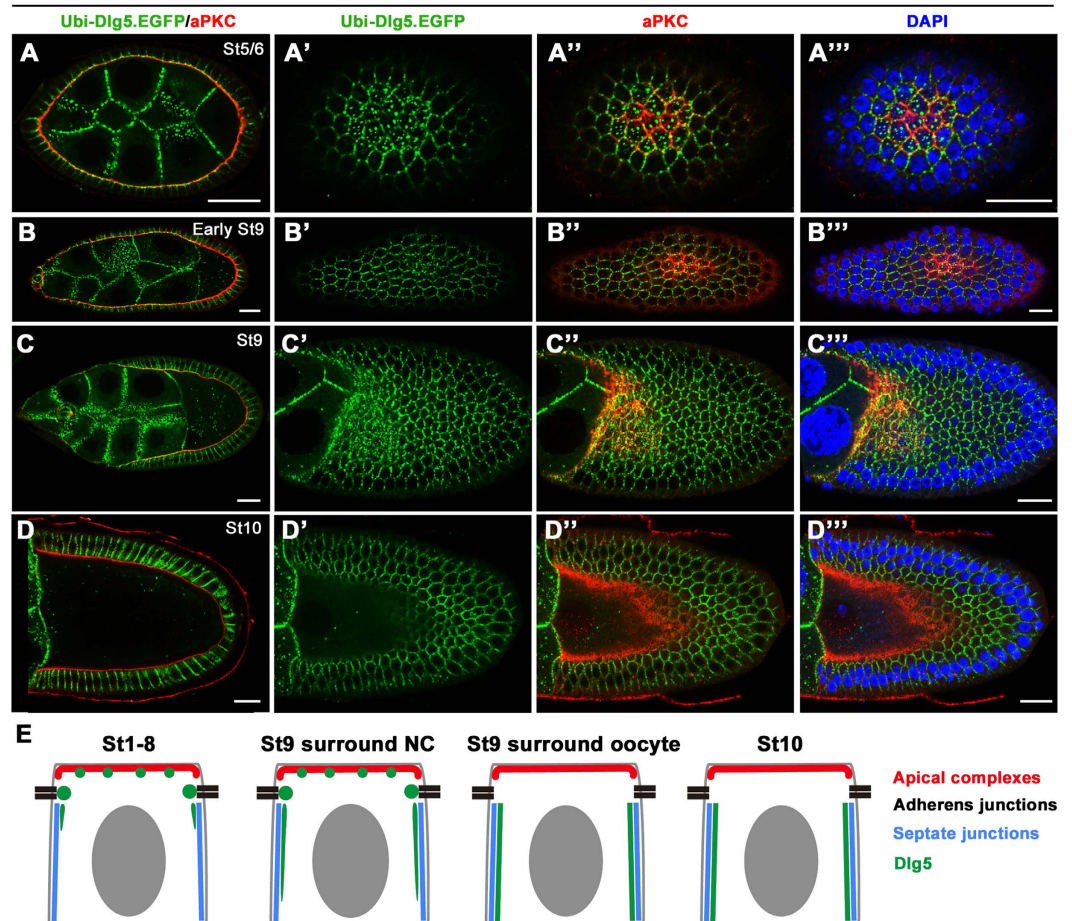 Ubi-Dlg5.EGFP/aPKC Ubi-Dlg5.EGFP aPKC DAPI
A St5/6 A' A'' A'''
B Early St9 B' B'' B'''
C St9 C' C'' C'''
D St10 D' D'' D'''
E
St1-8 St9 surround NC St9 surround oocyte St10
Apical complexes
Adherens junctions
Septate junctions
Dlg5